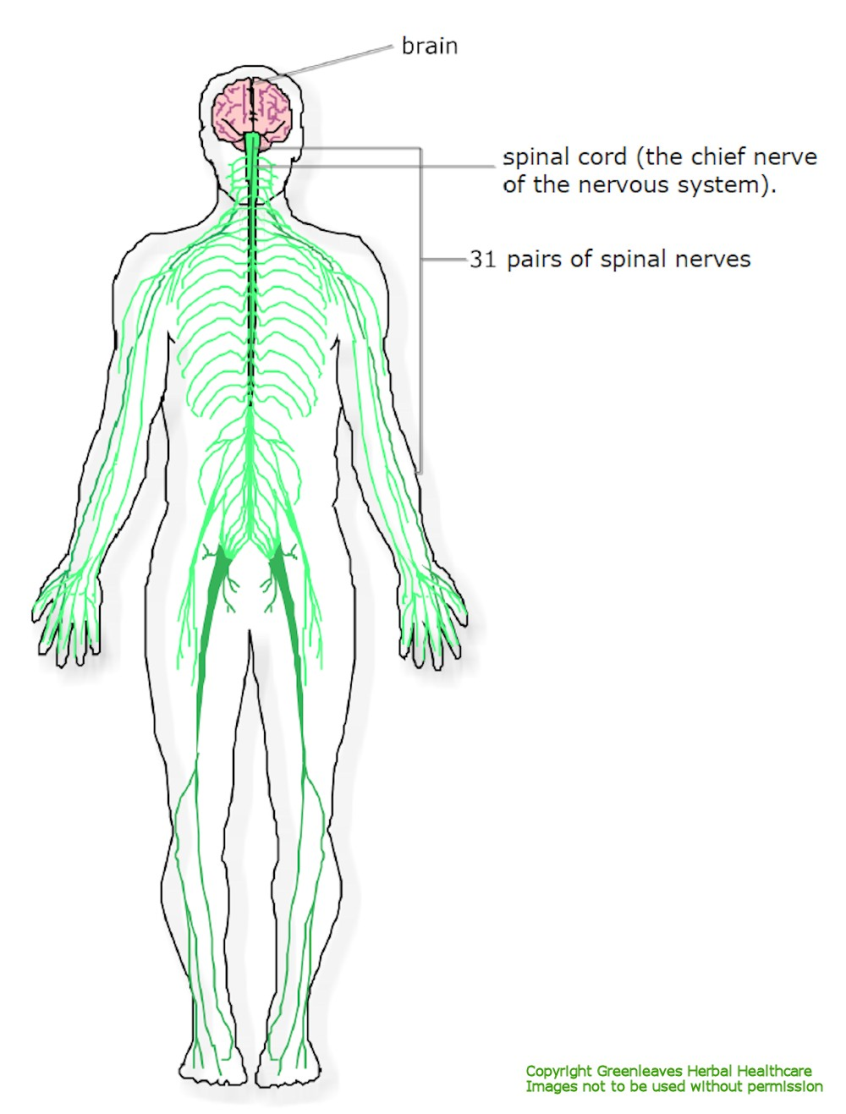 brain
spinal cord (the chief nerve
of the nervous system).
31 pairs of spinal nerves
Copyright Greenleaves Herbal Healthcare
Images not to be used without permission